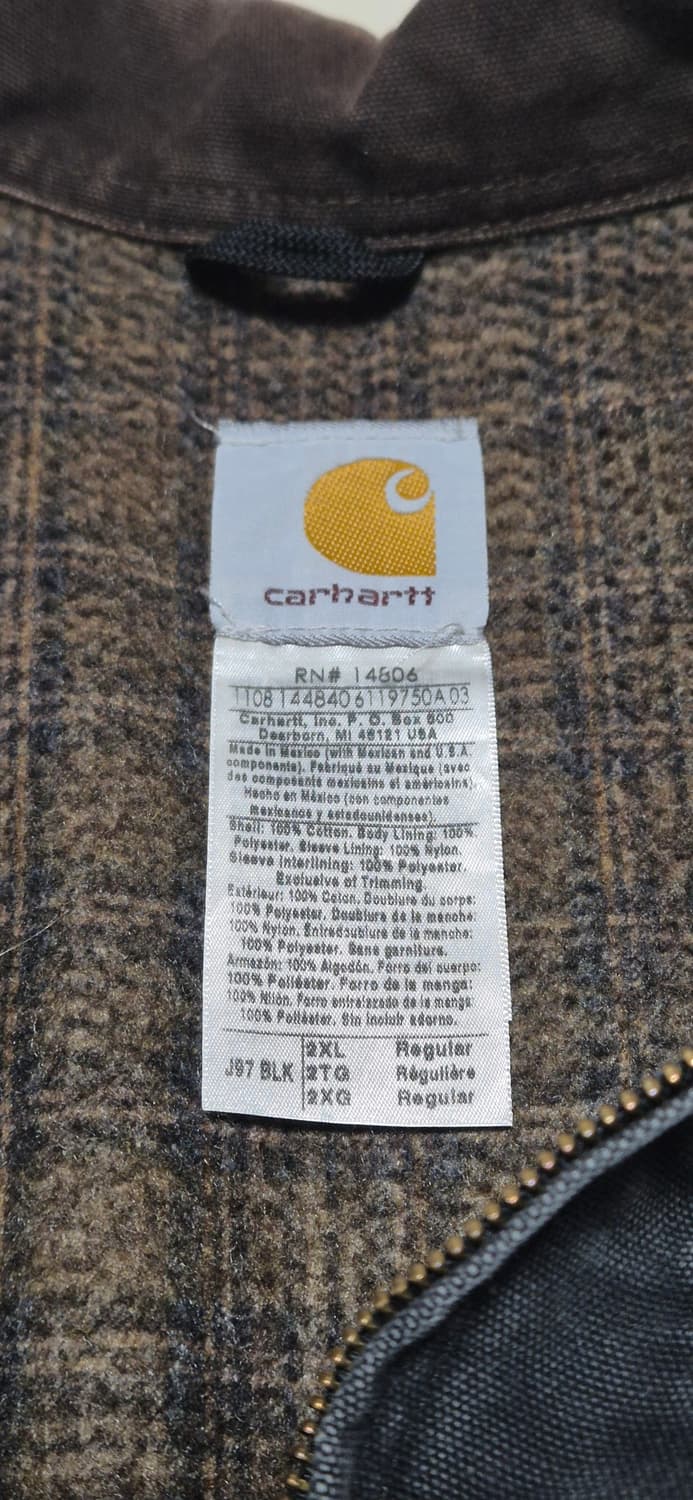 carhartt
RN# 14806
1108 144840 6119750A 03
Carhartt, Inc. P. O. Box 600
Dearborn, MI 48121 USA
Made in Mexico (with Mexican and U.S.A.
components). Fabriqué au Mexique (avec
des composants mexicains et américains).
Hecho en México (con componentes
mexicanos y estadounidenses).
Shell: 100% Cotton. Body Lining: 100%
Polyester. Sleeve Lining: 100% Nylon.
Sleeve Interlining: 100% Polyester.
Exclusive of Trimming.
Extérieur: 100% Coton. Doublure du corps:
100% Polyester. Doublure de la manche:
100% Nylon. Entredoublure de la manche:
100% Polyester. Sans garniture.
Armazón: 100% Algodón. Forro del cuerpo:
100% Poliéster. Forro de la manga:
100% Nilón. Forro entrelazado de la manga:
100% Poliéster. Sin incluir adorno.
J97 BLK
2XL Regular
2TG Régulière
2XG Regular